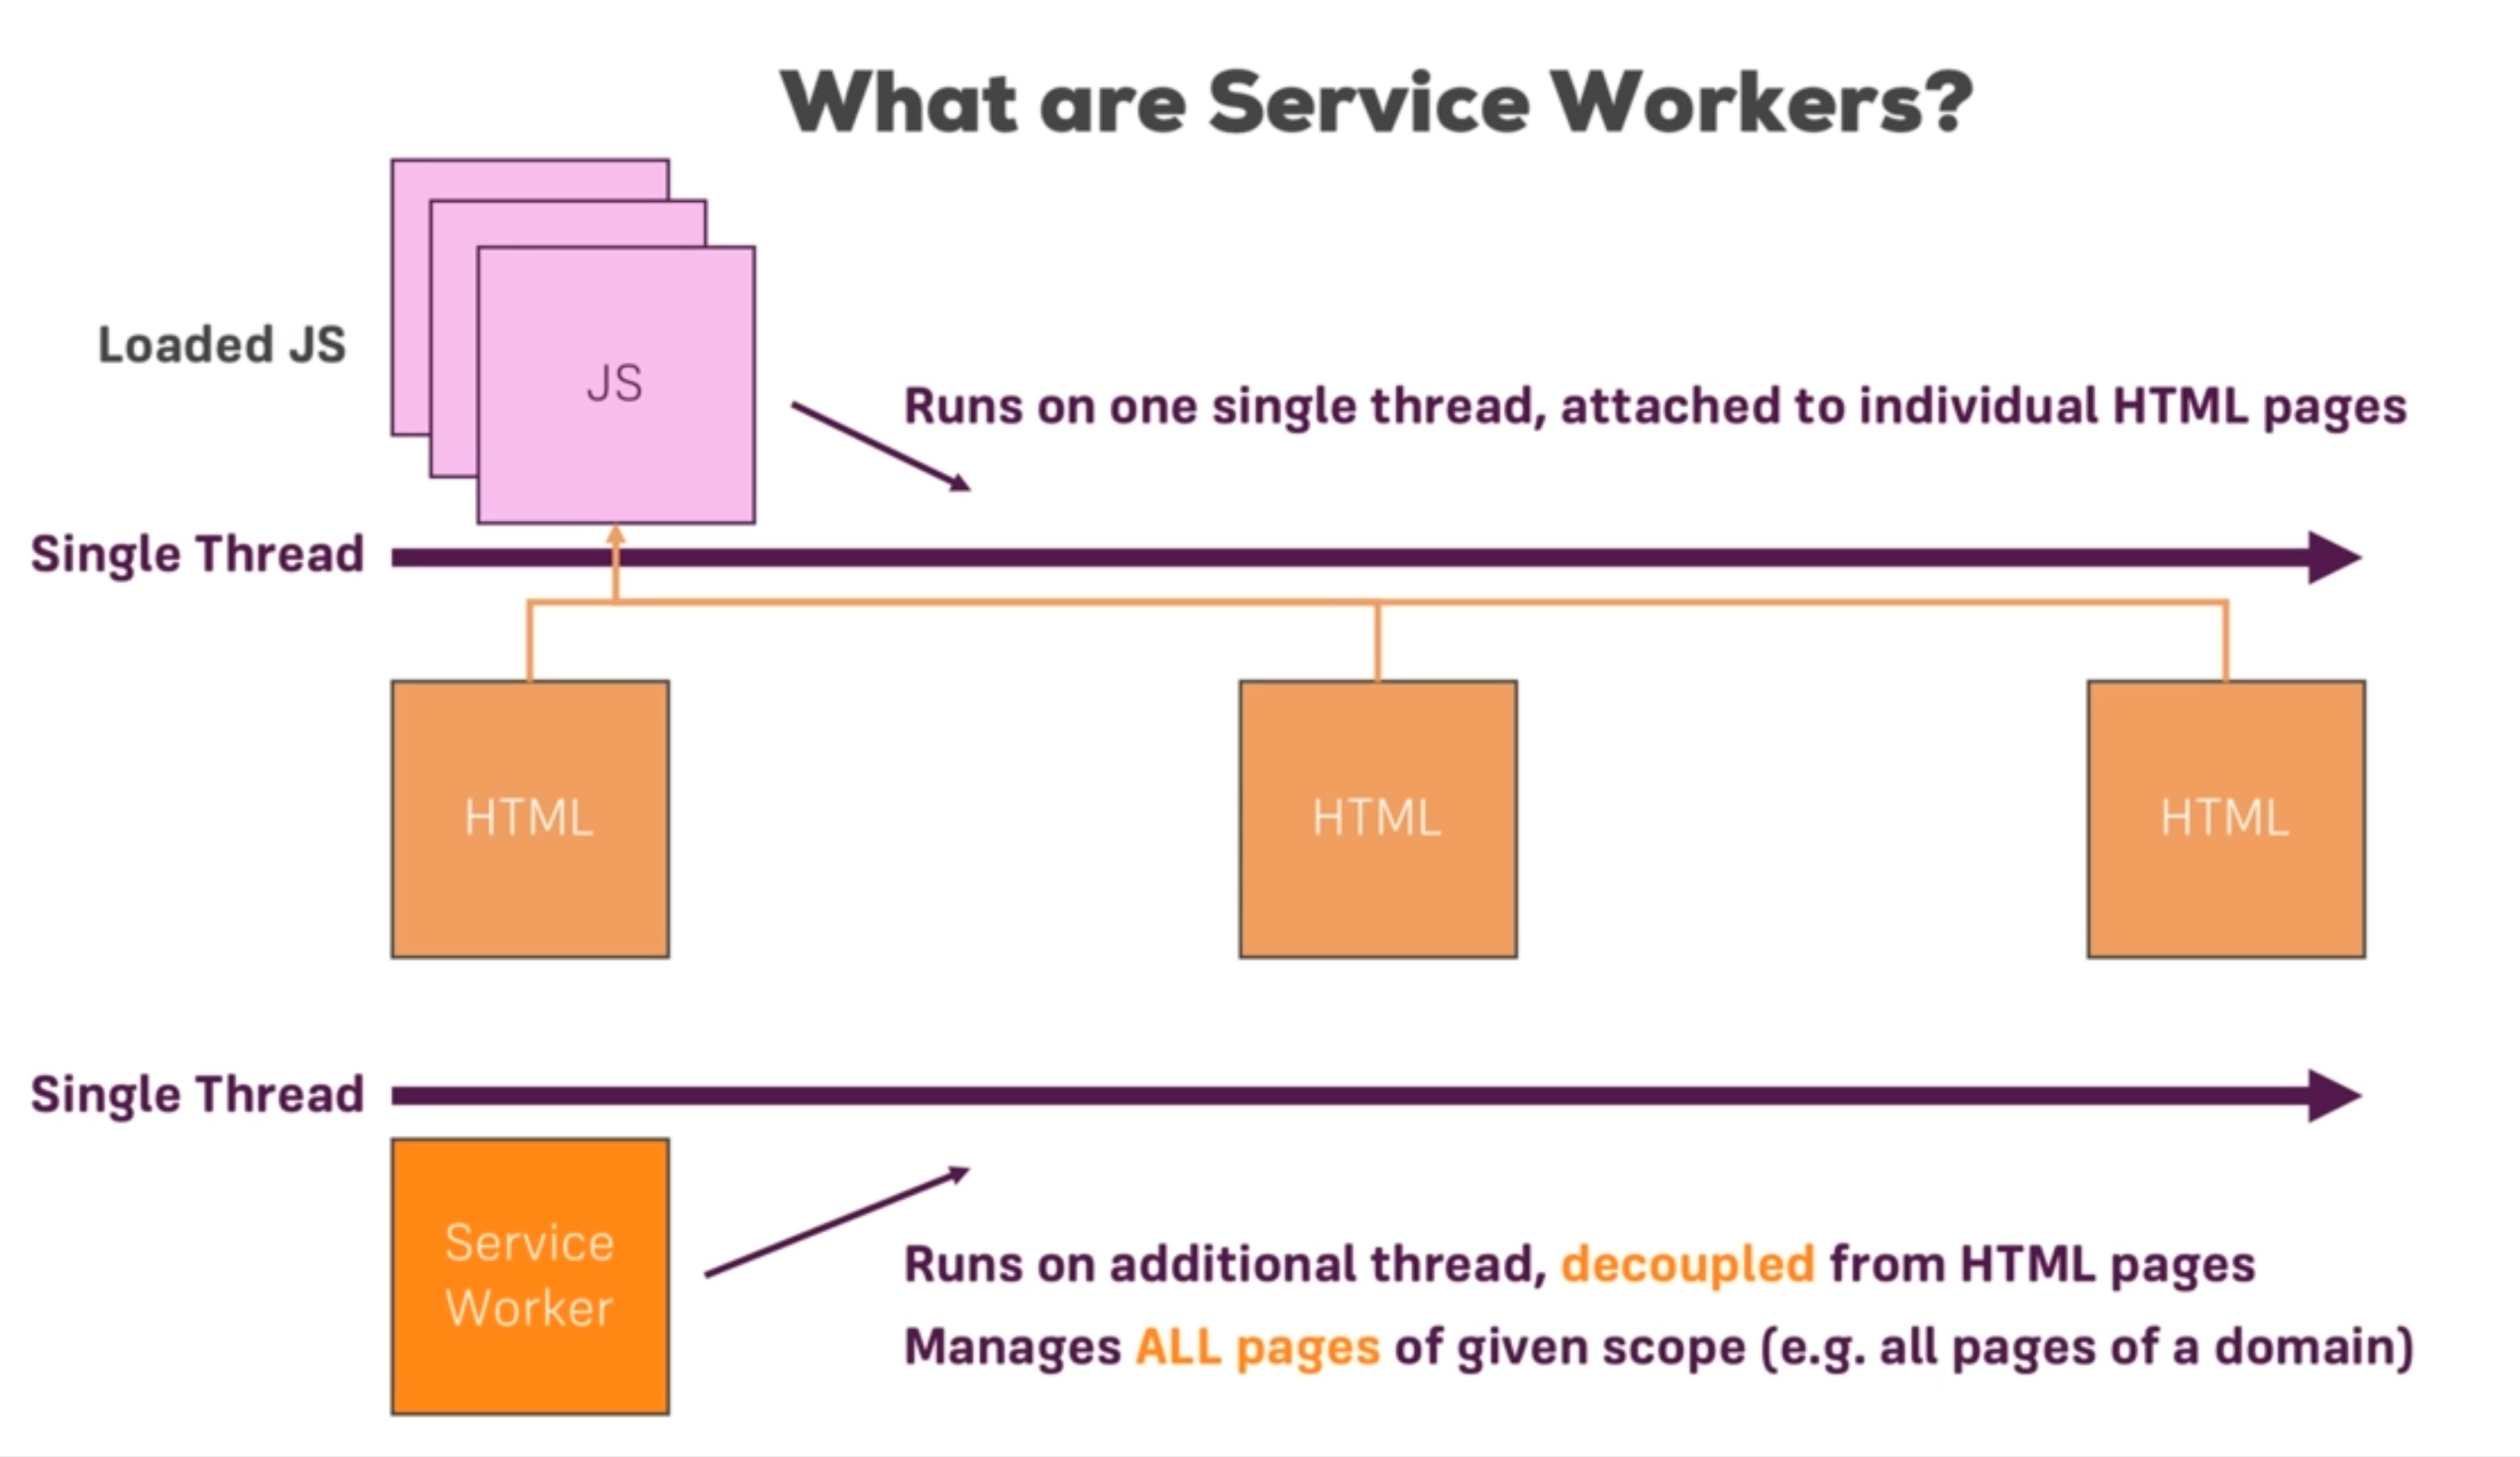 What are Service Workers?
Loaded JS
JS
Runs on one single thread, attached to individual HTML pages
Single Thread
HTML
HTML
HTML
Single Thread
Service
Worker
Runs on additional thread, decoupled from HTML pages
Manages ALL pages of given scope (e.g. all pages of a domain)